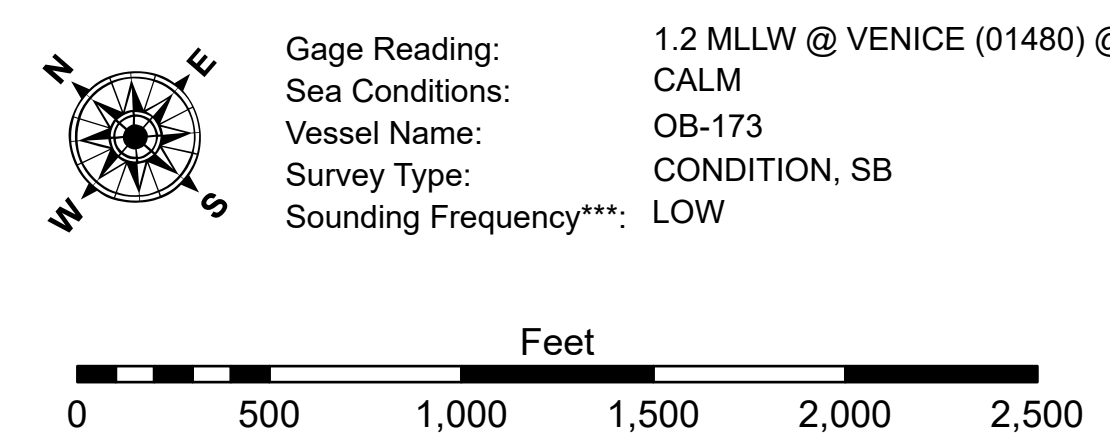 N E
W S
Gage Reading: 1.2 MLLW @ VENICE (01480)
Sea Conditions: CALM
Vessel Name: OB-173
Survey Type: CONDITION, SB
Sounding Frequency***: LOW
Feet
0 500 1,000 1,500 2,000 2,500